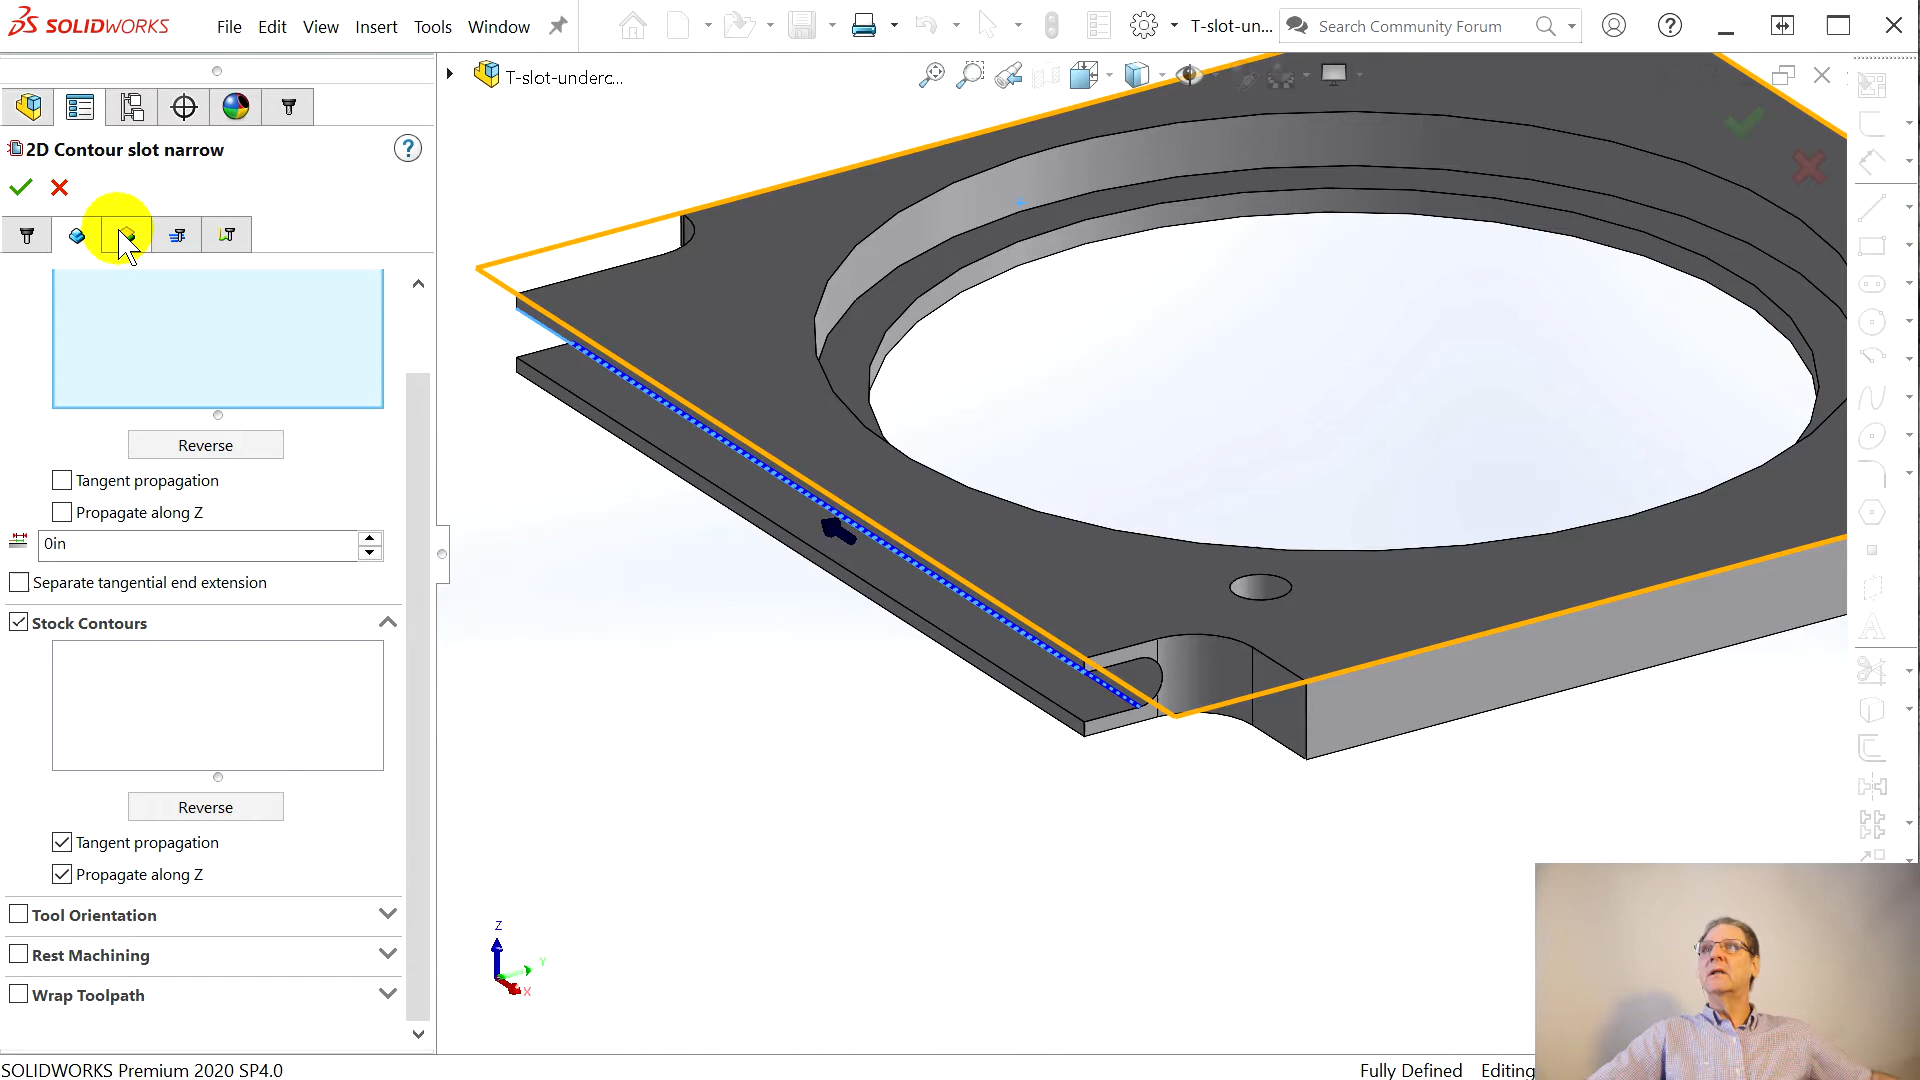 SOLIDWORKS File Edit View Insert Tools Window T-slot-un... Search Community Forum
T-slot-underc...
2D Contour slot narrow
Reverse
Tangent propagation
Propagate along Z
0in
Separate tangential end extension
Stock Contours
Reverse
Tangent propagation
Propagate along Z
Tool Orientation
Rest Machining
Wrap Toolpath
Z
Y
X
SOLIDWORKS Premium 2020 SP4.0 Fully Defined Editing